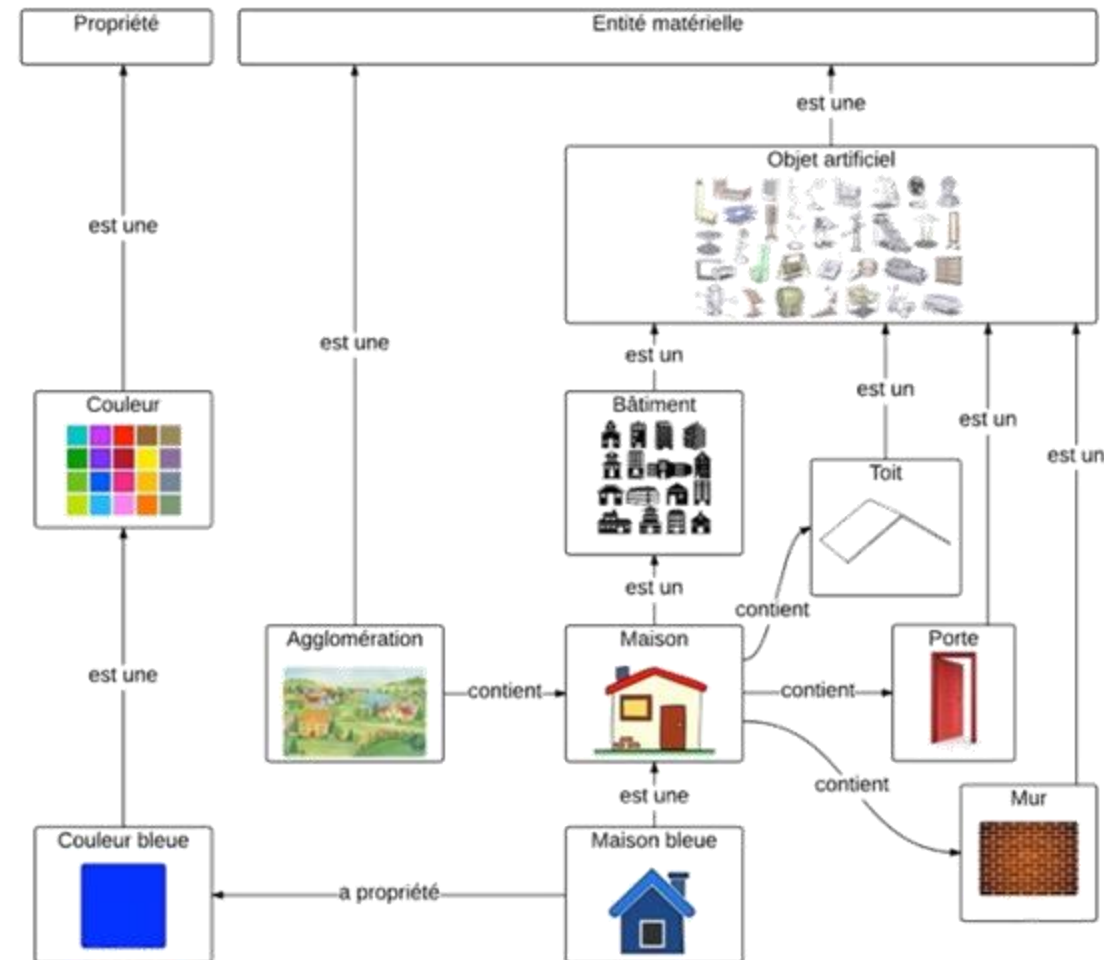 Propriété
Entité matérielle
est une
Objet artificiel
est une
est une
est un
Couleur
Bâtiment
est un
est un
est un
Toit
est un
contient
Agglomération
Maison
Porte
est une
contient
contient
contient
est une
Mur
Couleur bleue
Maison bleue
a propriété